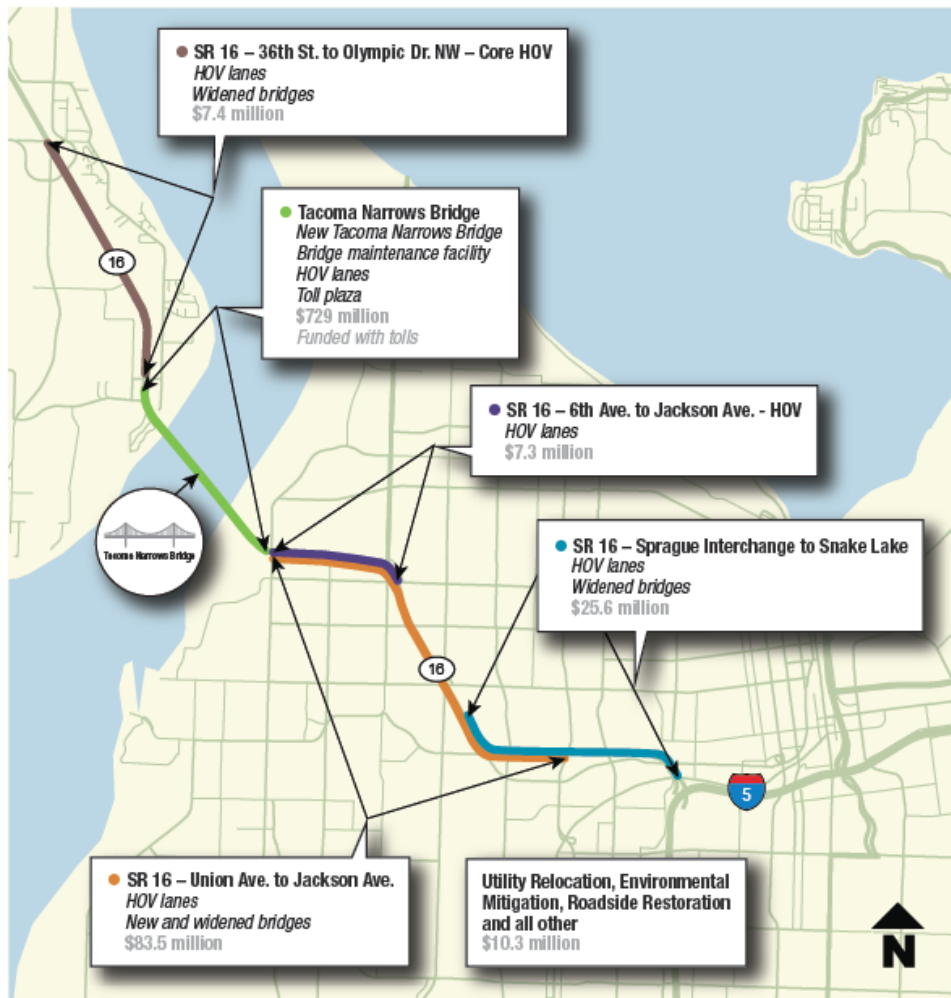 SR 16 – 36th St. to Olympic Dr. NW – Core HOV
HOV lanes
Widened bridges
$7.4 million
Tacoma Narrows Bridge
New Tacoma Narrows Bridge
Bridge maintenance facility
HOV lanes
Toll plaza
$729 million
Funded with tolls
16
SR 16 – 6th Ave. to Jackson Ave. - HOV
HOV lanes
$7.3 million
Tacoma Narrows Bridge
SR 16 – Sprague Interchange to Snake Lake
HOV lanes
Widened bridges
$25.6 million
16
5
SR 16 – Union Ave. to Jackson Ave.
HOV lanes
New and widened bridges
$83.5 million
Utility Relocation, Environmental
Mitigation, Roadside Restoration
and all other
$10.3 million
N